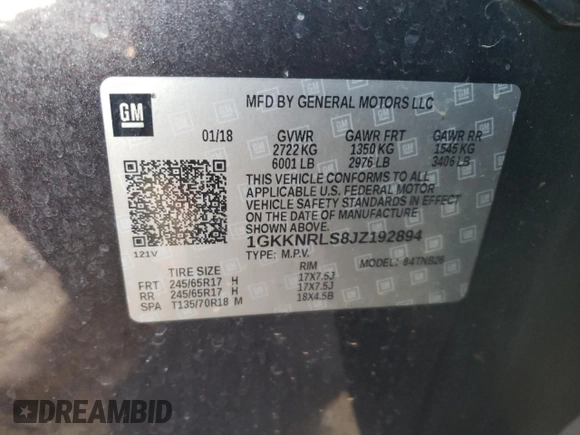 GM
MFD BY GENERAL MOTORS LLC
01/18 GVWR GAWR FRT GAWR RR
2722 KG 1350 KG 1545 KG
6001 LB 2976 LB 3406 LB
THIS VEHICLE CONFORMS TO ALL
APPLICABLE U.S. FEDERAL MOTOR
VEHICLE SAFETY STANDARDS IN EFFECT
ON THE DATE OF MANUFACTURE
SHOWN ABOVE.
1GKKNRLS8JZ192894
TYPE: M.P.V. MODEL: 84TNB26
121V
TIRE SIZE RIM
FRT 245/65R17 H 17X7.5J
RR 245/65R17 H 17X7.5J
SPA T135/70R18 M 18X4.5B
DREAMBID